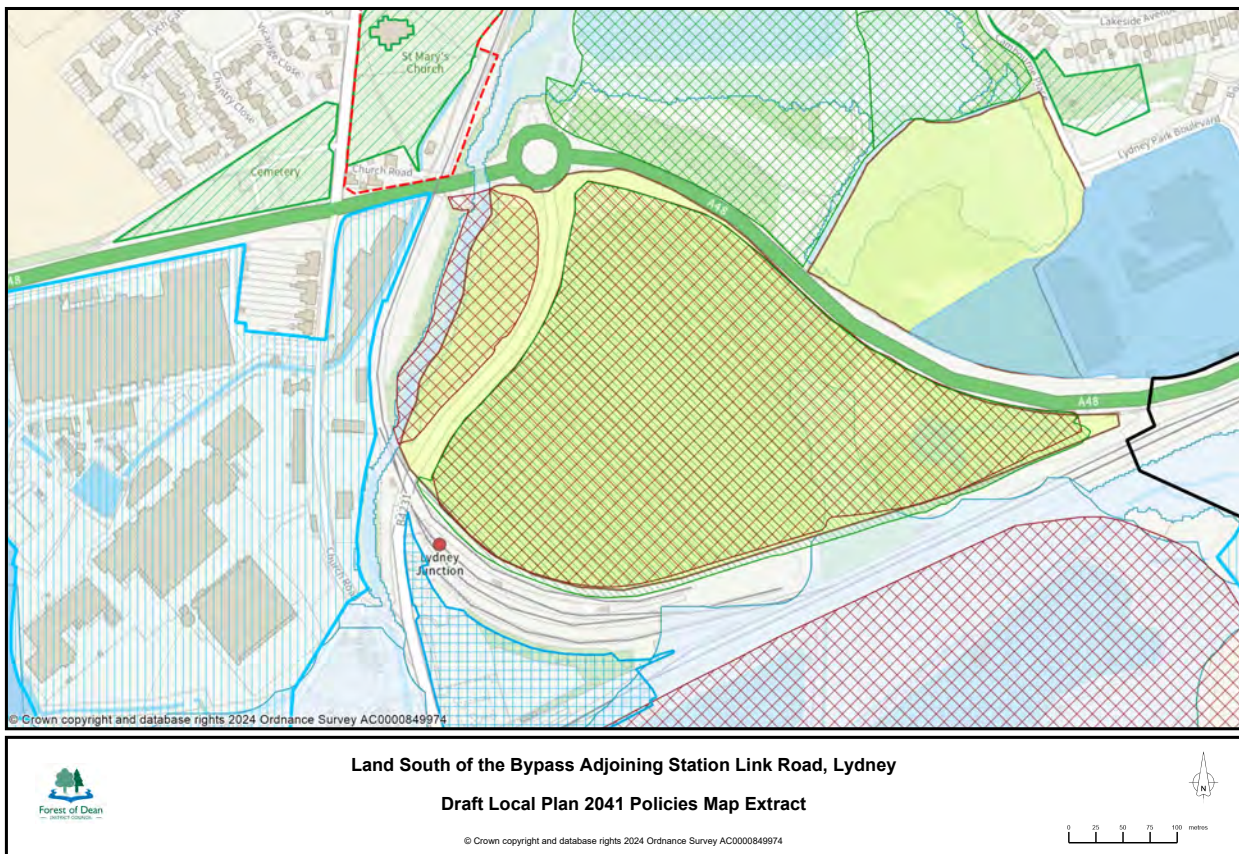 Lychgate
Vicarage Close
Chantry Close
St Mary's
Church
Cemetery
Church Road
Lakeside Avenue
Lydney Park Boulevard
A48
A48
A48
B4231
Lydney
Junction
Church Road
© Crown copyright and database rights 2024 Ordnance Survey AC0000849974
Land South of the Bypass Adjoining Station Link Road, Lydney
Draft Local Plan 2041 Policies Map Extract
© Crown copyright and database rights 2024 Ordnance Survey AC0000849974
Forest of Dean
DISTRICT COUNCIL
N
0 25 50 75 100 metres